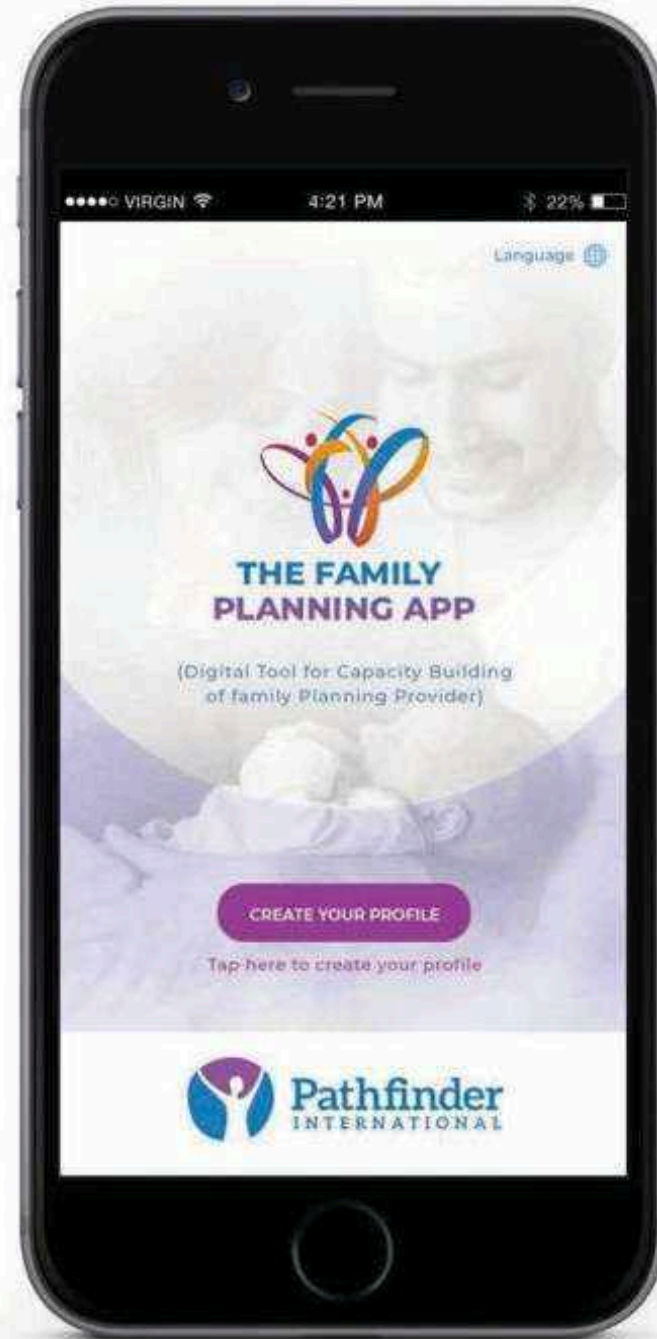 VIRGIN 4:21 PM 22%
Language
THE FAMILY
PLANNING APP
(Digital Tool for Capacity Building
of family Planning Provider)
CREATE YOUR PROFILE
Tap here to create your profile
Pathfinder
INTERNATIONAL